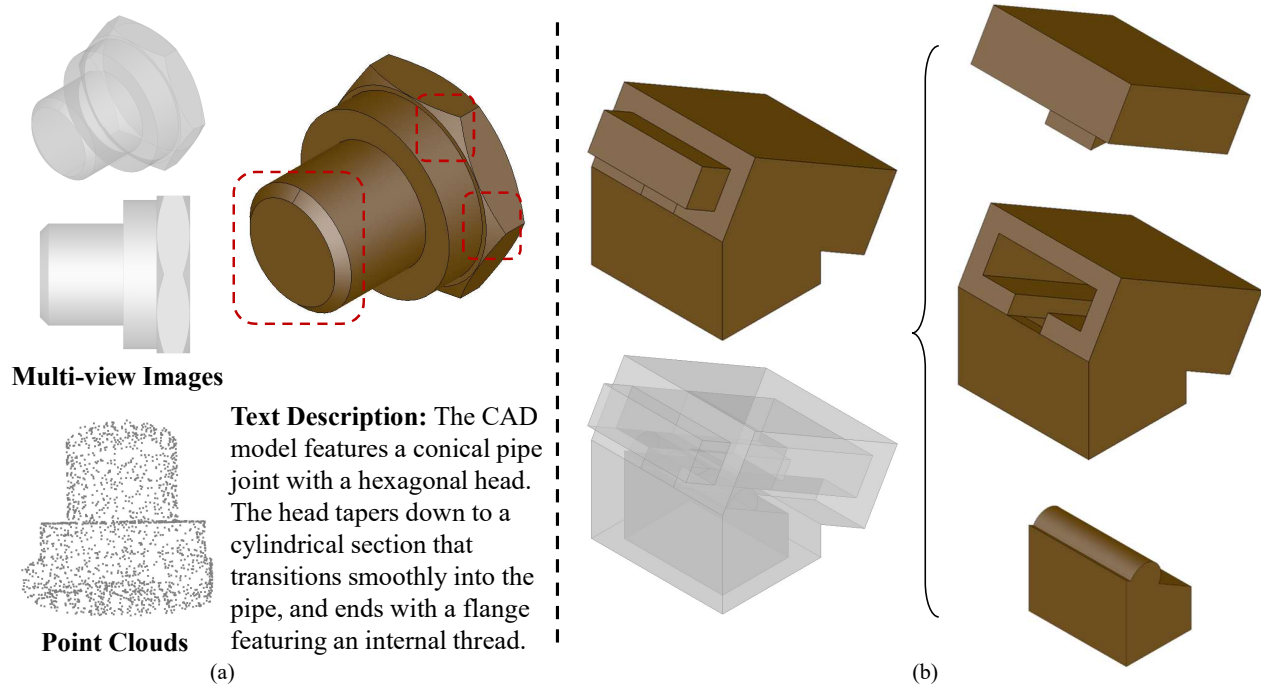 Multi-view Images
Point Clouds
Text Description: The CAD
model features a conical pipe
joint with a hexagonal head.
The head tapers down to a
cylindrical section that
transitions smoothly into the
pipe, and ends with a flange
featuring an internal thread.
(a)
(b)